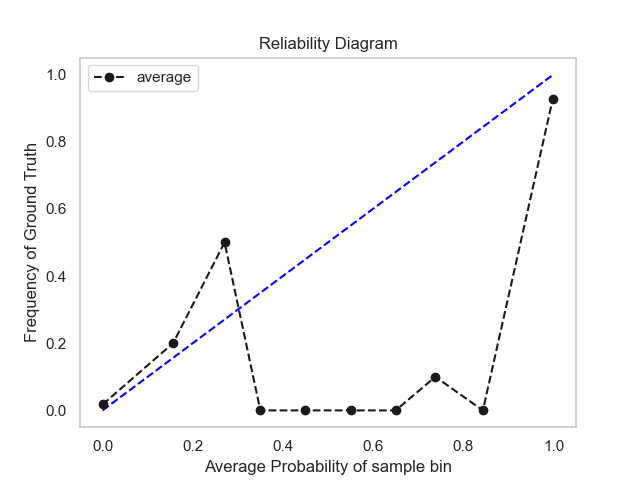 Reliability Diagram
average
Frequency of Ground Truth
1.0
0.8
0.6
0.4
0.2
0.0
0.0 0.2 0.4 0.6 0.8 1.0
Average Probability of sample bin